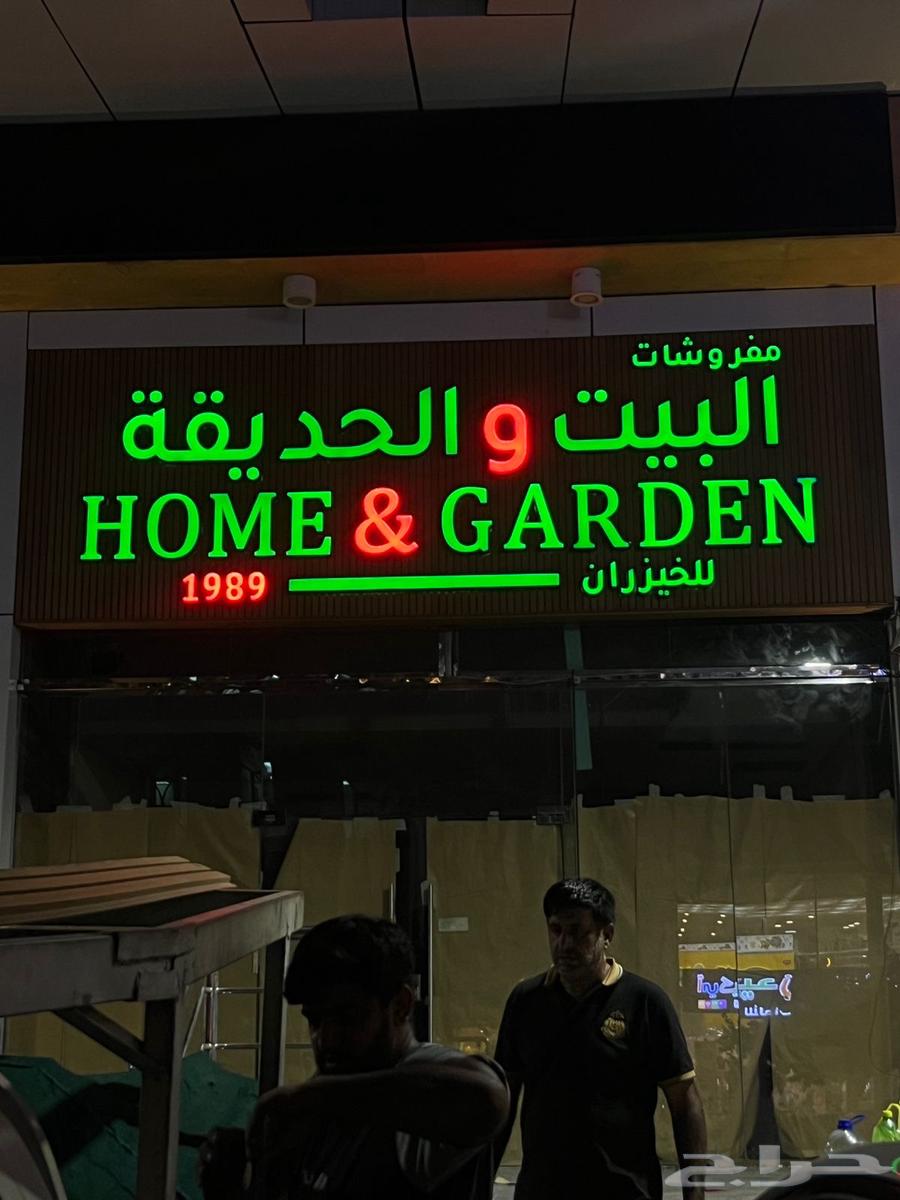 مفروشات
البيت و الحديقة
HOME & GARDEN
1989
للخيزران
حراج